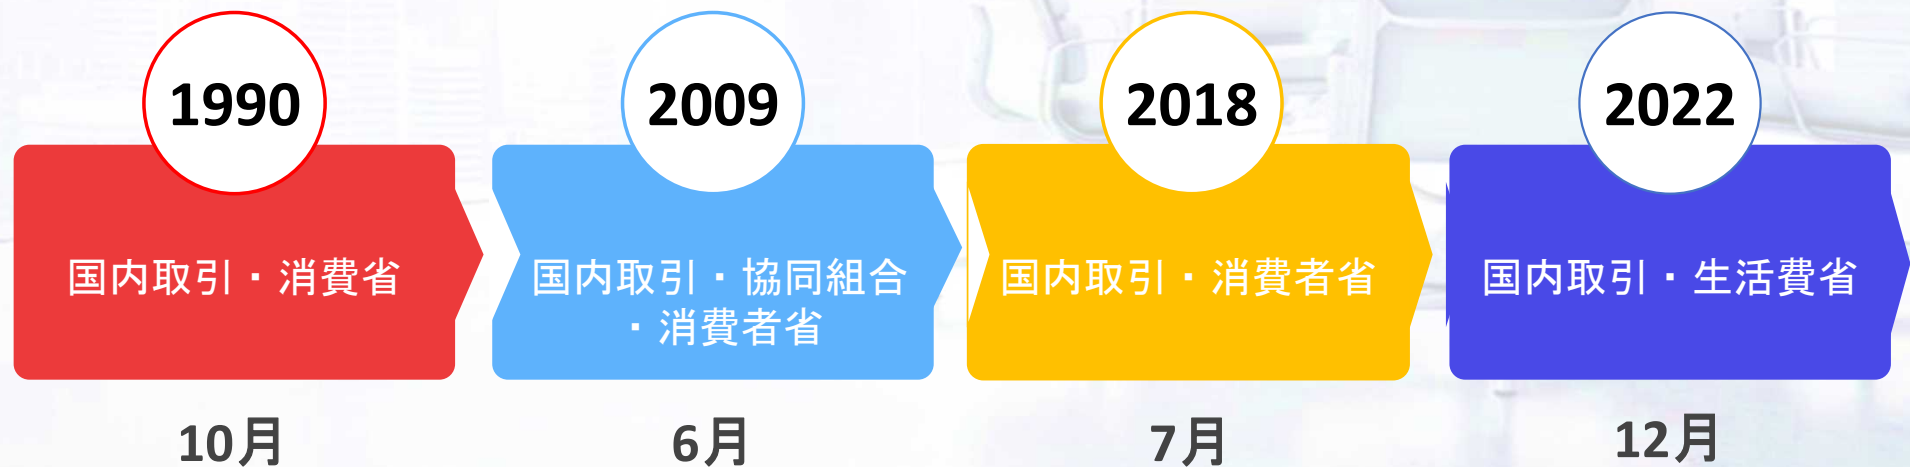 1990
国内取引・消費省
10月
2009
国内取引・協同組合
・消費者省
6月
2018
国内取引・消費者省
7月
2022
国内取引・生活費省
12月